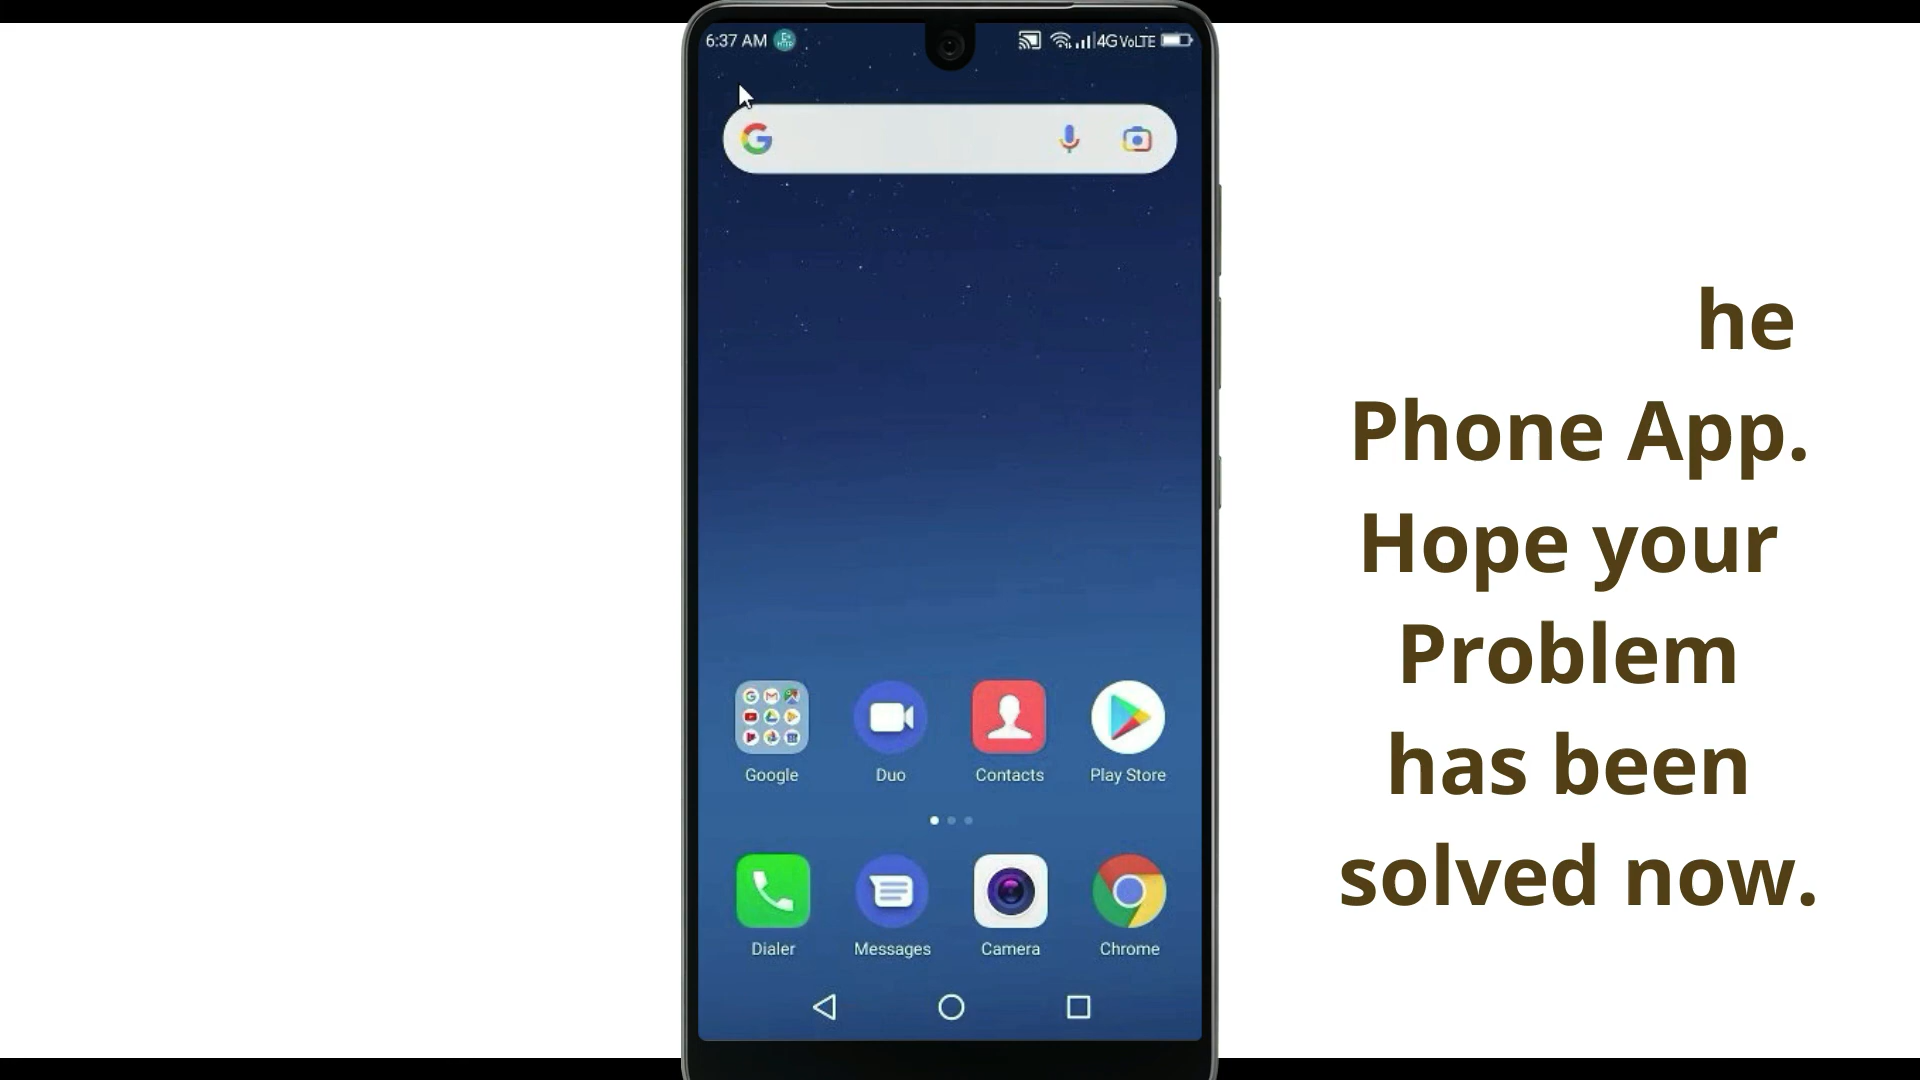 6:37 AM
4G VoLTE
he
Phone App.
Hope your
Problem
has been
solved now.
Google
Duo
Contacts
Play Store
Dialer
Messages
Camera
Chrome